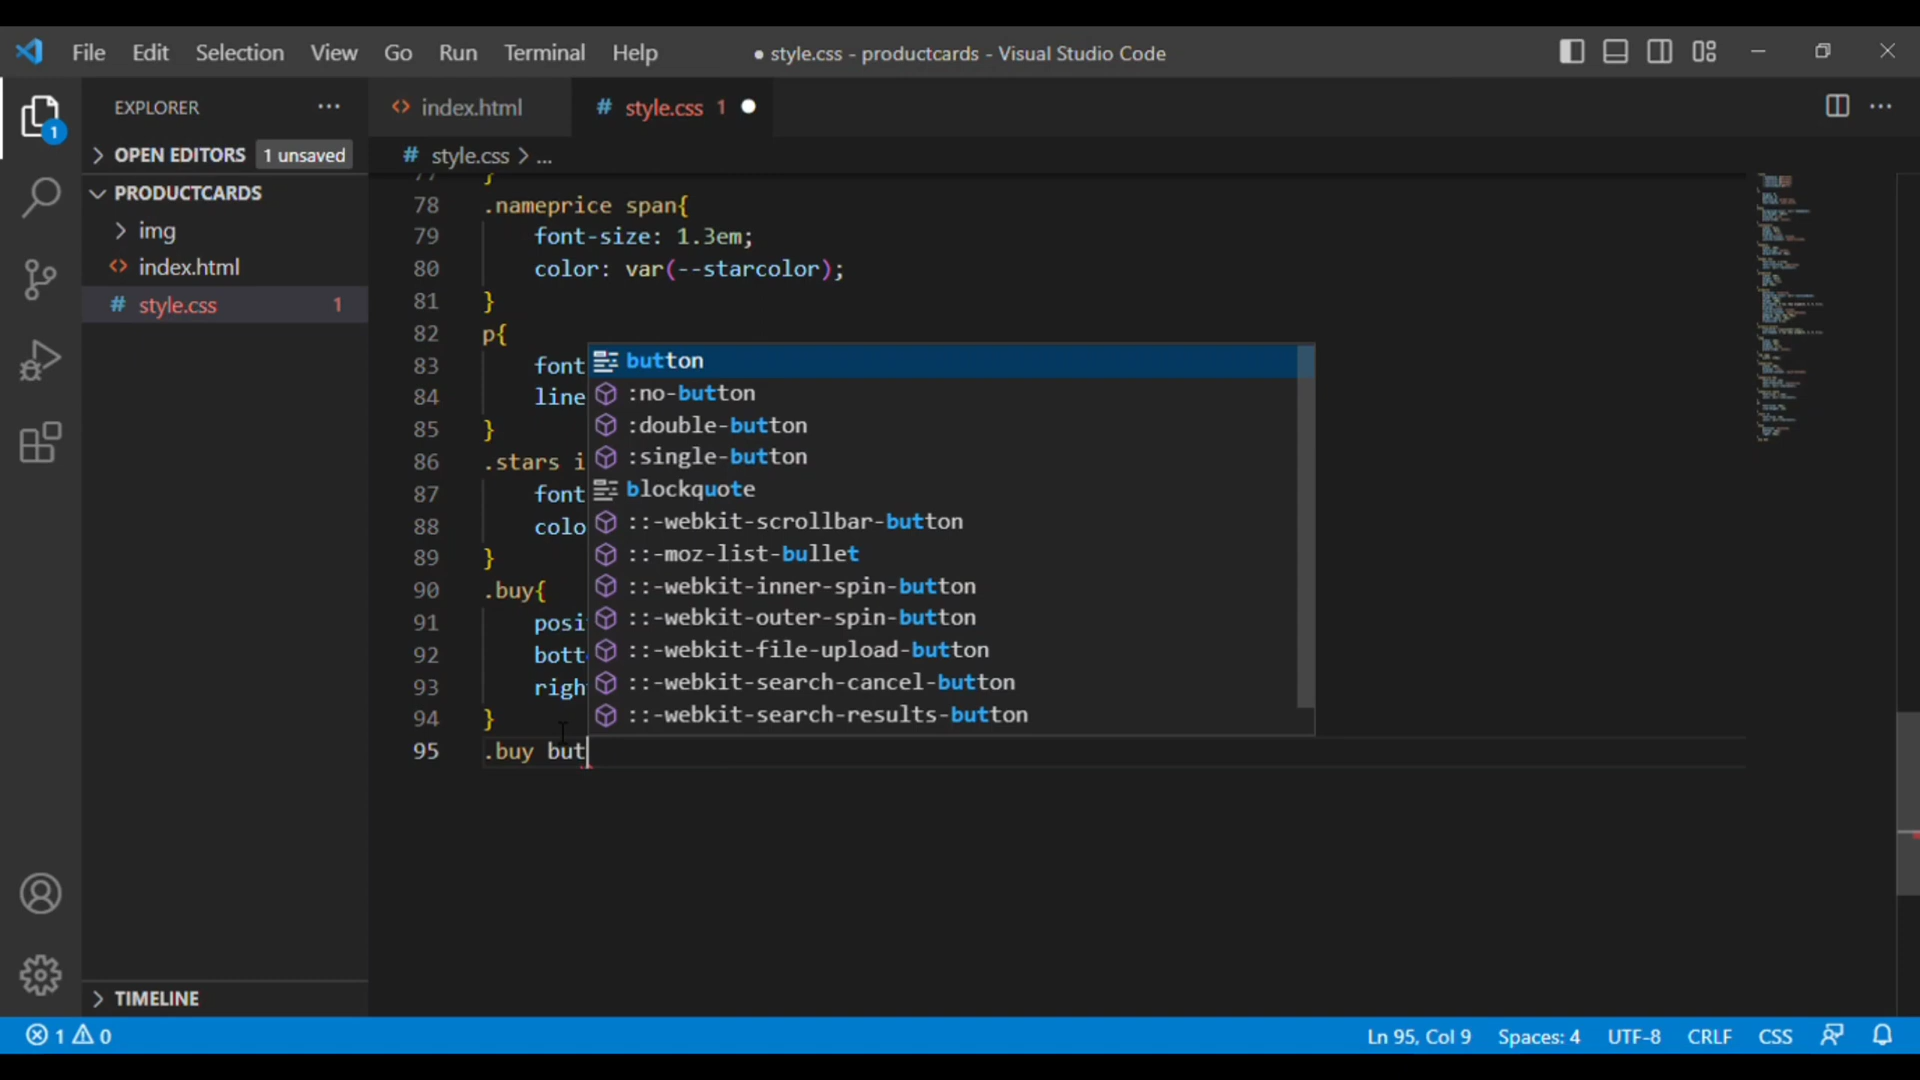 File Edit Selection View Go Run Terminal Help ● style.css - productcards - Visual Studio Code
EXPLORER ···
<> index.html # style.css 1 ●
OPEN EDITORS 1 unsaved
# style.css > ...
PRODUCTCARDS
img
<> index.html
# style.css 1
TIMELINE
1
77 }
78 .nameprice span{
79 font-size: 1.3em;
80 color: var(--starcolor);
81 }
82 p{
83 font
84 line
85 }
86 .stars i
87 font
88 colo
89 }
90 .buy{
91 posi
92 bott
93 righ
94 }
95 .buy but
button
:no-button
:double-button
:single-button
blockquote
::-webkit-scrollbar-button
::-moz-list-bullet
::-webkit-inner-spin-button
::-webkit-outer-spin-button
::-webkit-file-upload-button
::-webkit-search-cancel-button
::-webkit-search-results-button
1 0 Ln 95, Col 9 Spaces: 4 UTF-8 CRLF CSS